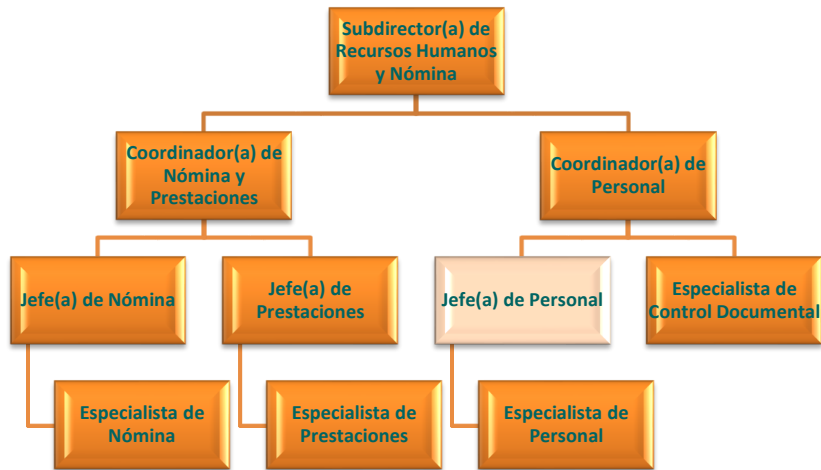 Subdirector(a) de
Recursos Humanos
y Nómina
Coordinador(a) de
Nómina y
Prestaciones
Coordinador(a) de
Personal
Jefe(a) de Nómina
Jefe(a) de
Prestaciones
Jefe(a) de Personal
Especialista de
Control Documental
Especialista de
Nómina
Especialista de
Prestaciones
Especialista de
Personal